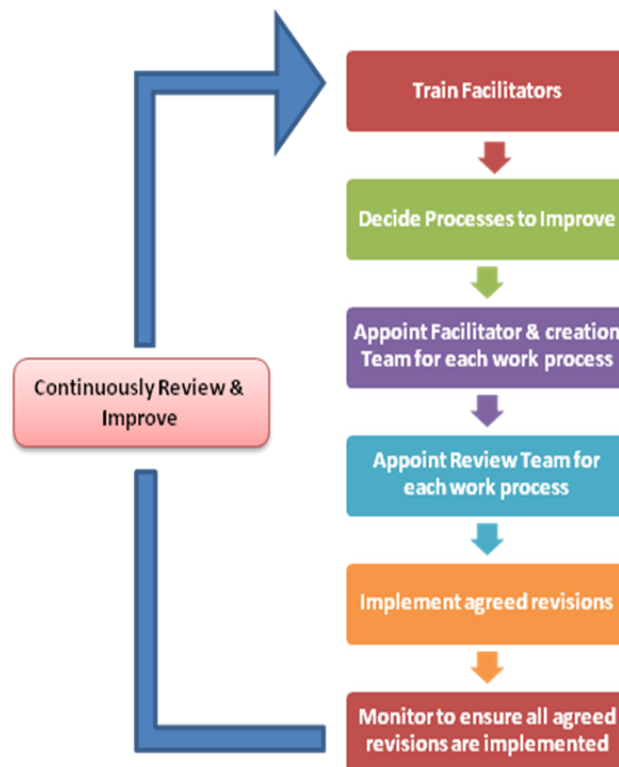 Train Facilitators
Decide Processes to Improve
Appoint Facilitator & creation
Team for each work process
Continuously Review &
Improve
Appoint Review Team for
each work process
Implement agreed revisions
Monitor to ensure all agreed
revisions are implemented